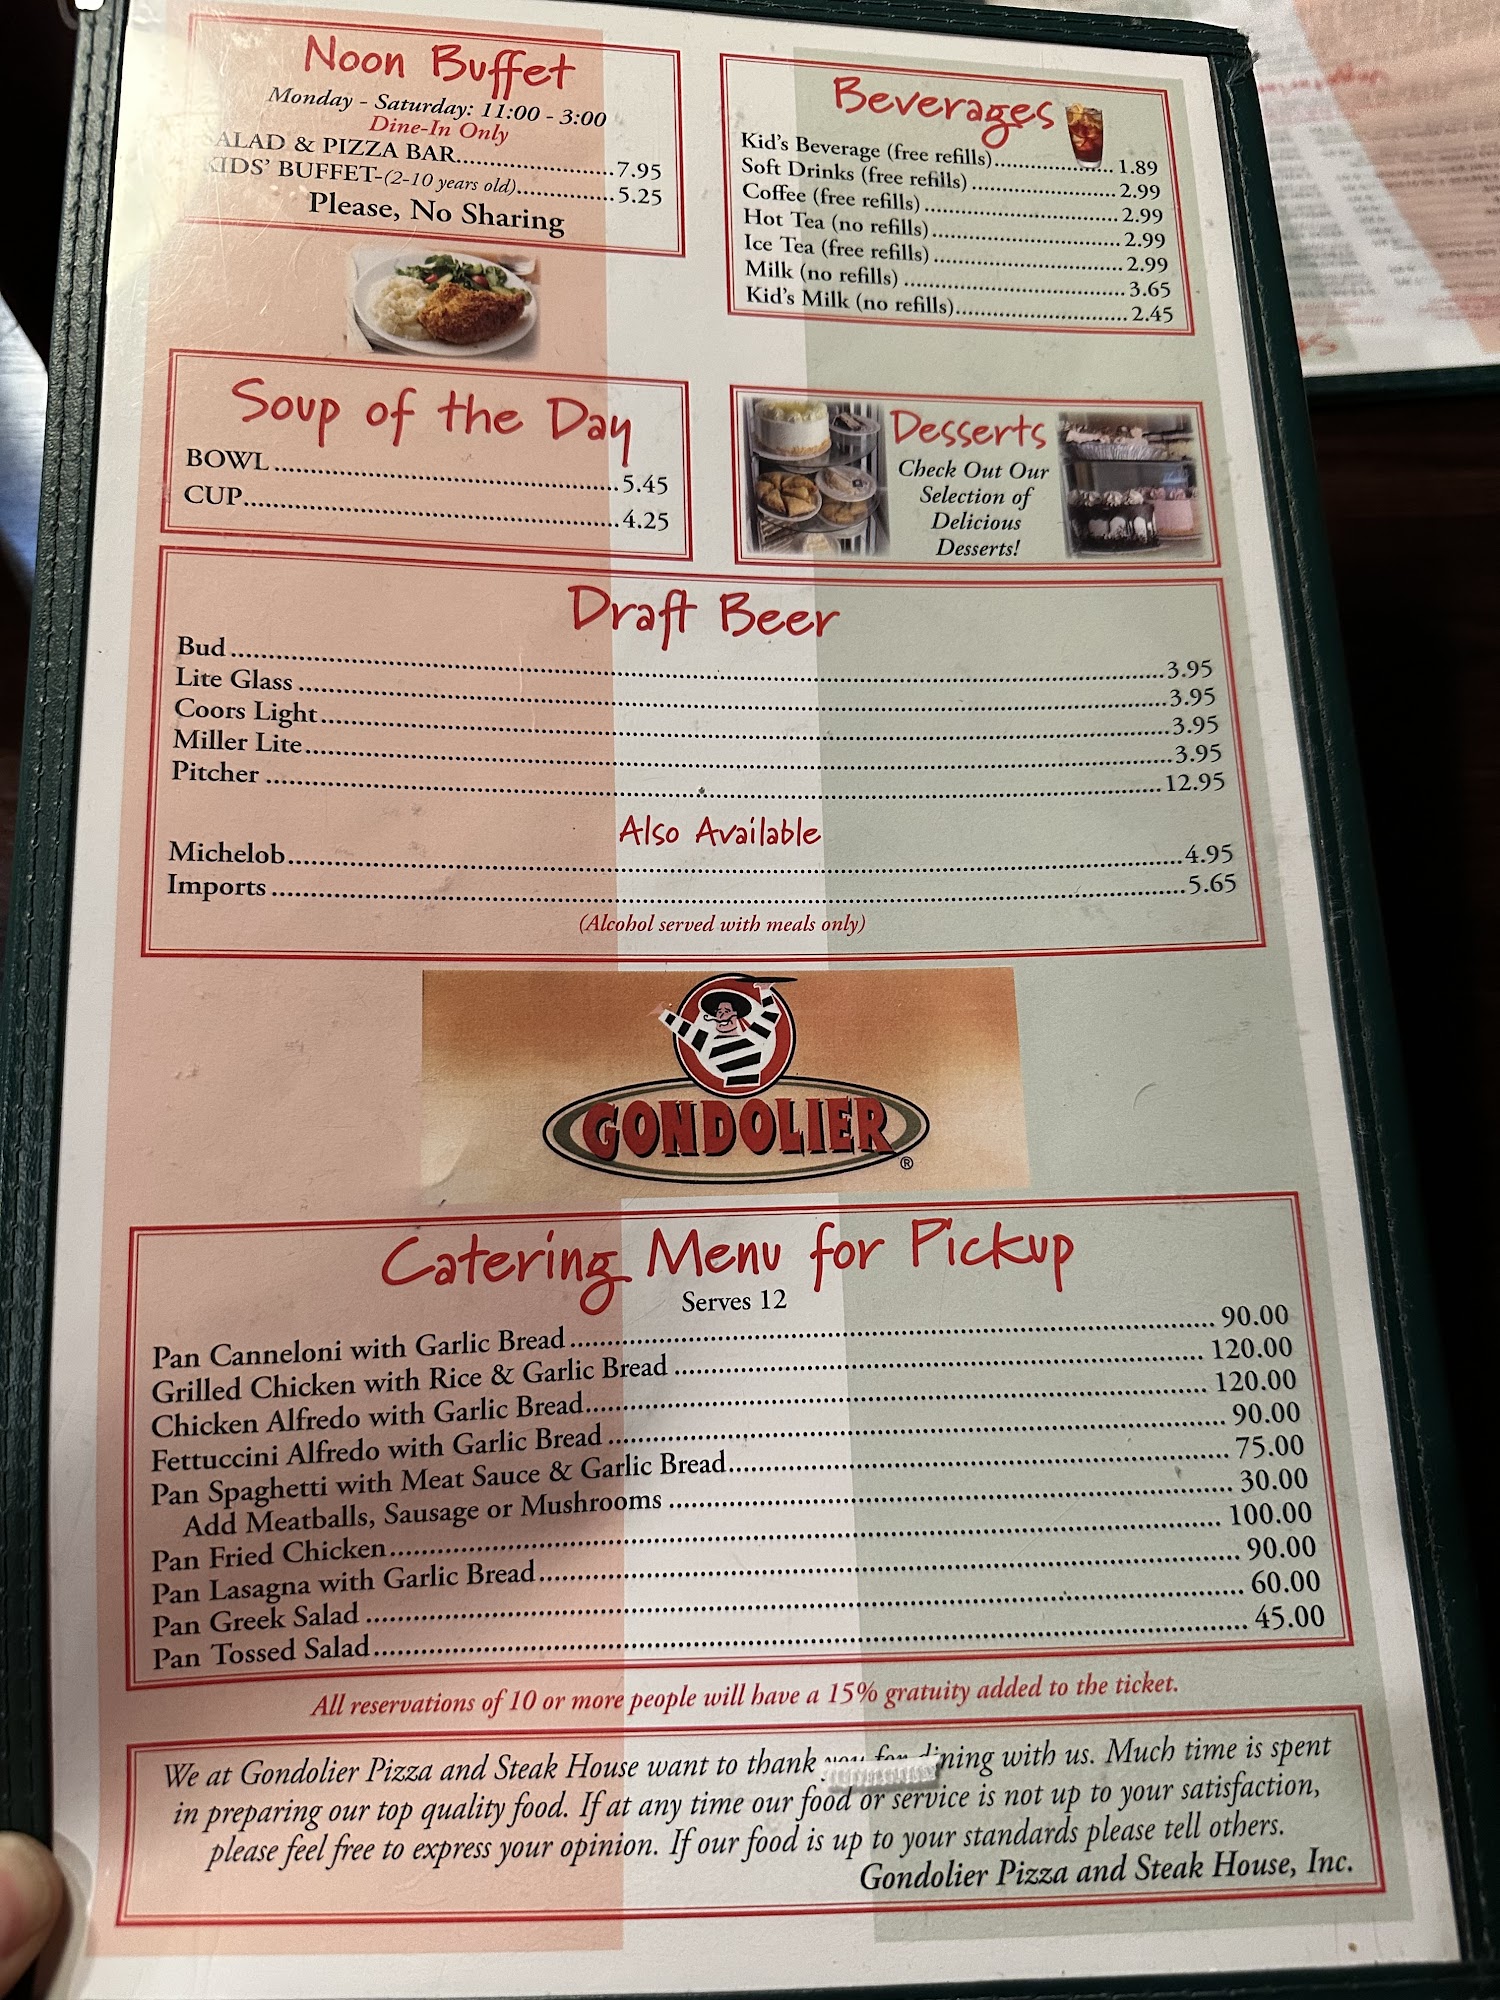 Noon Buffet
Monday - Saturday: 11:00 - 3:00
Dine-In Only
SALAD & PIZZA BAR..........7.95
KIDS' BUFFET-(2-10 years old)..........5.25
Please, No Sharing
Beverages
Kid's Beverage (free refills)..........1.89
Soft Drinks (free refills)..........2.99
Coffee (free refills)..........2.99
Hot Tea (no refills)..........2.99
Ice Tea (free refills)..........2.99
Milk (no refills)..........3.65
Kid's Milk (no refills)..........2.45
Soup of the Day
BOWL..........5.45
CUP..........4.25
Desserts
Check Out Our
Selection of
Delicious
Desserts!
Draft Beer
Bud..........3.95
Lite Glass..........3.95
Coors Light..........3.95
Miller Lite..........3.95
Pitcher..........12.95
Also Available
Michelob..........4.95
Imports..........5.65
(Alcohol served with meals only)
GONDOLIER®
Catering Menu for Pickup
Serves 12
Pan Canneloni with Garlic Bread..........90.00
Grilled Chicken with Rice & Garlic Bread..........120.00
Chicken Alfredo with Garlic Bread..........120.00
Fettuccini Alfredo with Garlic Bread..........90.00
Pan Spaghetti with Meat Sauce & Garlic Bread..........75.00
Add Meatballs, Sausage or Mushrooms..........30.00
Pan Fried Chicken..........100.00
Pan Lasagna with Garlic Bread..........90.00
Pan Greek Salad..........60.00
Pan Tossed Salad..........45.00
All reservations of 10 or more people will have a 15% gratuity added to the ticket.
We at Gondolier Pizza and Steak House want to thank you for dining with us. Much time is spent
in preparing our top quality food. If at any time our food or service is not up to your satisfaction,
please feel free to express your opinion. If our food is up to your standards please tell others.
Gondolier Pizza and Steak House, Inc.